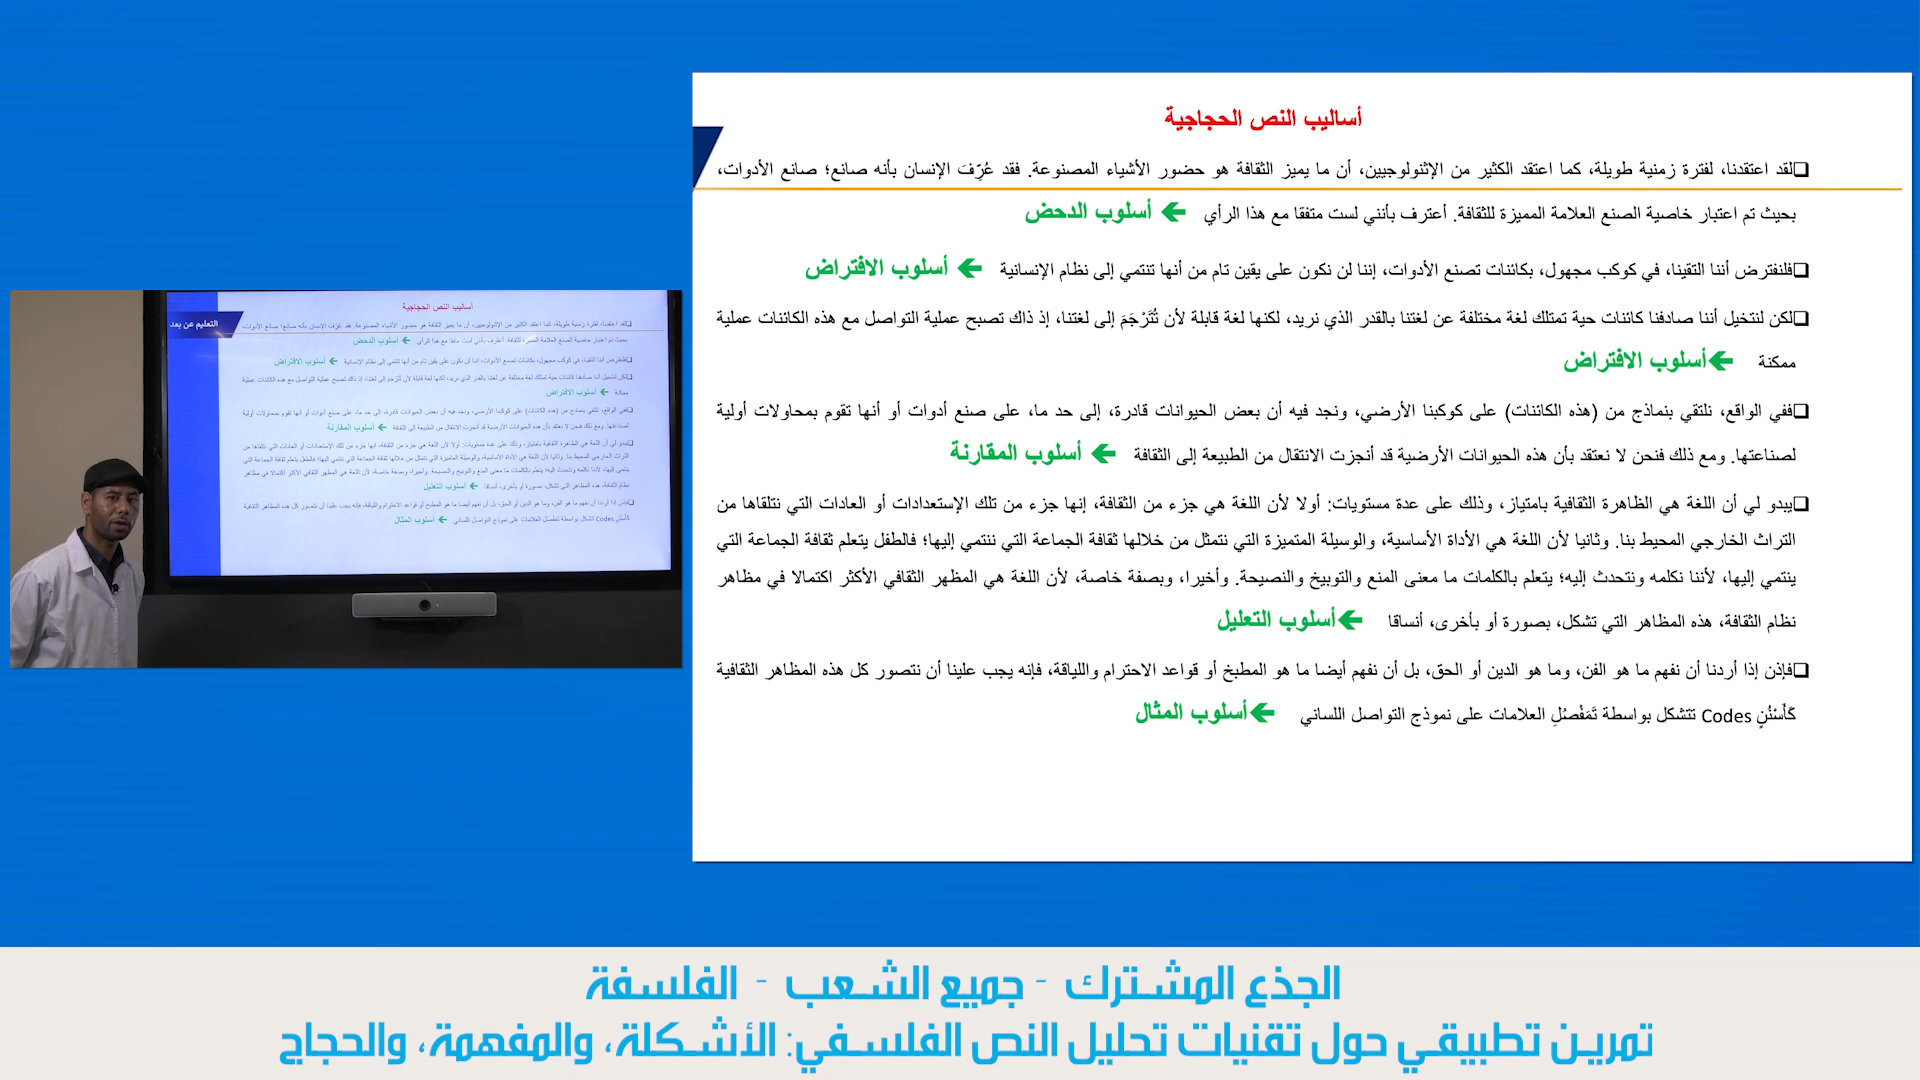 أساليب النص الحجاجية
❑لقد اعتقدنا، لفترة زمنية طويلة، كما اعتقد الكثير من الإثنولوجيين، أن ما يميز الثقافة هو حضور الأشياء المصنوعة. فقد عُرِّفَ الإنسان بأنه صانع؛ صانع الأدوات،
بحيث تم اعتبار خاصية الصنع العلامة المميزة للثقافة. أعترف بأنني لست متفقا مع هذا الرأي ← أسلوب الدحض
❑فلنفترض أننا التقينا، في كوكب مجهول، بكائنات تصنع الأدوات، إننا لن نكون على يقين تام من أنها تنتمي إلى نظام الإنسانية ← أسلوب الافتراض
❑لكن لنتخيل أننا صادفنا كائنات حية تمتلك لغة مختلفة عن لغتنا بالقدر الذي نريد، لكنها لغة قابلة لأن تُتَرْجَمَ إلى لغتنا، إذ ذاك تصبح عملية التواصل مع هذه الكائنات عملية
ممكنة ← أسلوب الافتراض
❑ففي الواقع، نلتقي بنماذج من (هذه الكائنات) على كوكبنا الأرضي، ونجد فيه أن بعض الحيوانات قادرة، إلى حد ما، على صنع أدوات أو أنها تقوم بمحاولات أولية
لصناعتها. ومع ذلك فنحن لا نعتقد بأن هذه الحيوانات الأرضية قد أنجزت الانتقال من الطبيعة إلى الثقافة ← أسلوب المقارنة
❑يبدو لي أن اللغة هي الظاهرة الثقافية بامتياز، وذلك على عدة مستويات: أولا لأن اللغة هي جزء من الثقافة، إنها جزء من تلك الإستعدادات أو العادات التي نتلقاها من
التراث الخارجي المحيط بنا. وثانيا لأن اللغة هي الأداة الأساسية، والوسيلة المتميزة التي نتمثل من خلالها ثقافة الجماعة التي ننتمي إليها؛ فالطفل يتعلم ثقافة الجماعة التي
ينتمي إليها، لأننا نكلمه ونتحدث إليه؛ يتعلم بالكلمات ما معنى المنع والتوبيخ والنصيحة. وأخيرا، وبصفة خاصة، لأن اللغة هي المظهر الثقافي الأكثر اكتمالا في مظاهر
نظام الثقافة، هذه المظاهر التي تشكل، بصورة أو بأخرى، أنساقا ← أسلوب التعليل
❑فإذن إذا أردنا أن نفهم ما هو الفن، وما هو الدين أو الحق، بل أن نفهم أيضا ما هو المطبخ أو قواعد الاحترام واللياقة، فإنه يجب علينا أن نتصور كل هذه المظاهر الثقافية
كَأَسْنُنٍ Codes تتشكل بواسطة تَمَفْصُلِ العلامات على نموذج التواصل اللساني ← أسلوب المثال
التعليم عن بعد
الجذع المشترك - جميع الشعب - الفلسفة
تمرين تطبيقي حول تقنيات تحليل النص الفلسفي: الأشكلة، والمفهمة، والحجاج